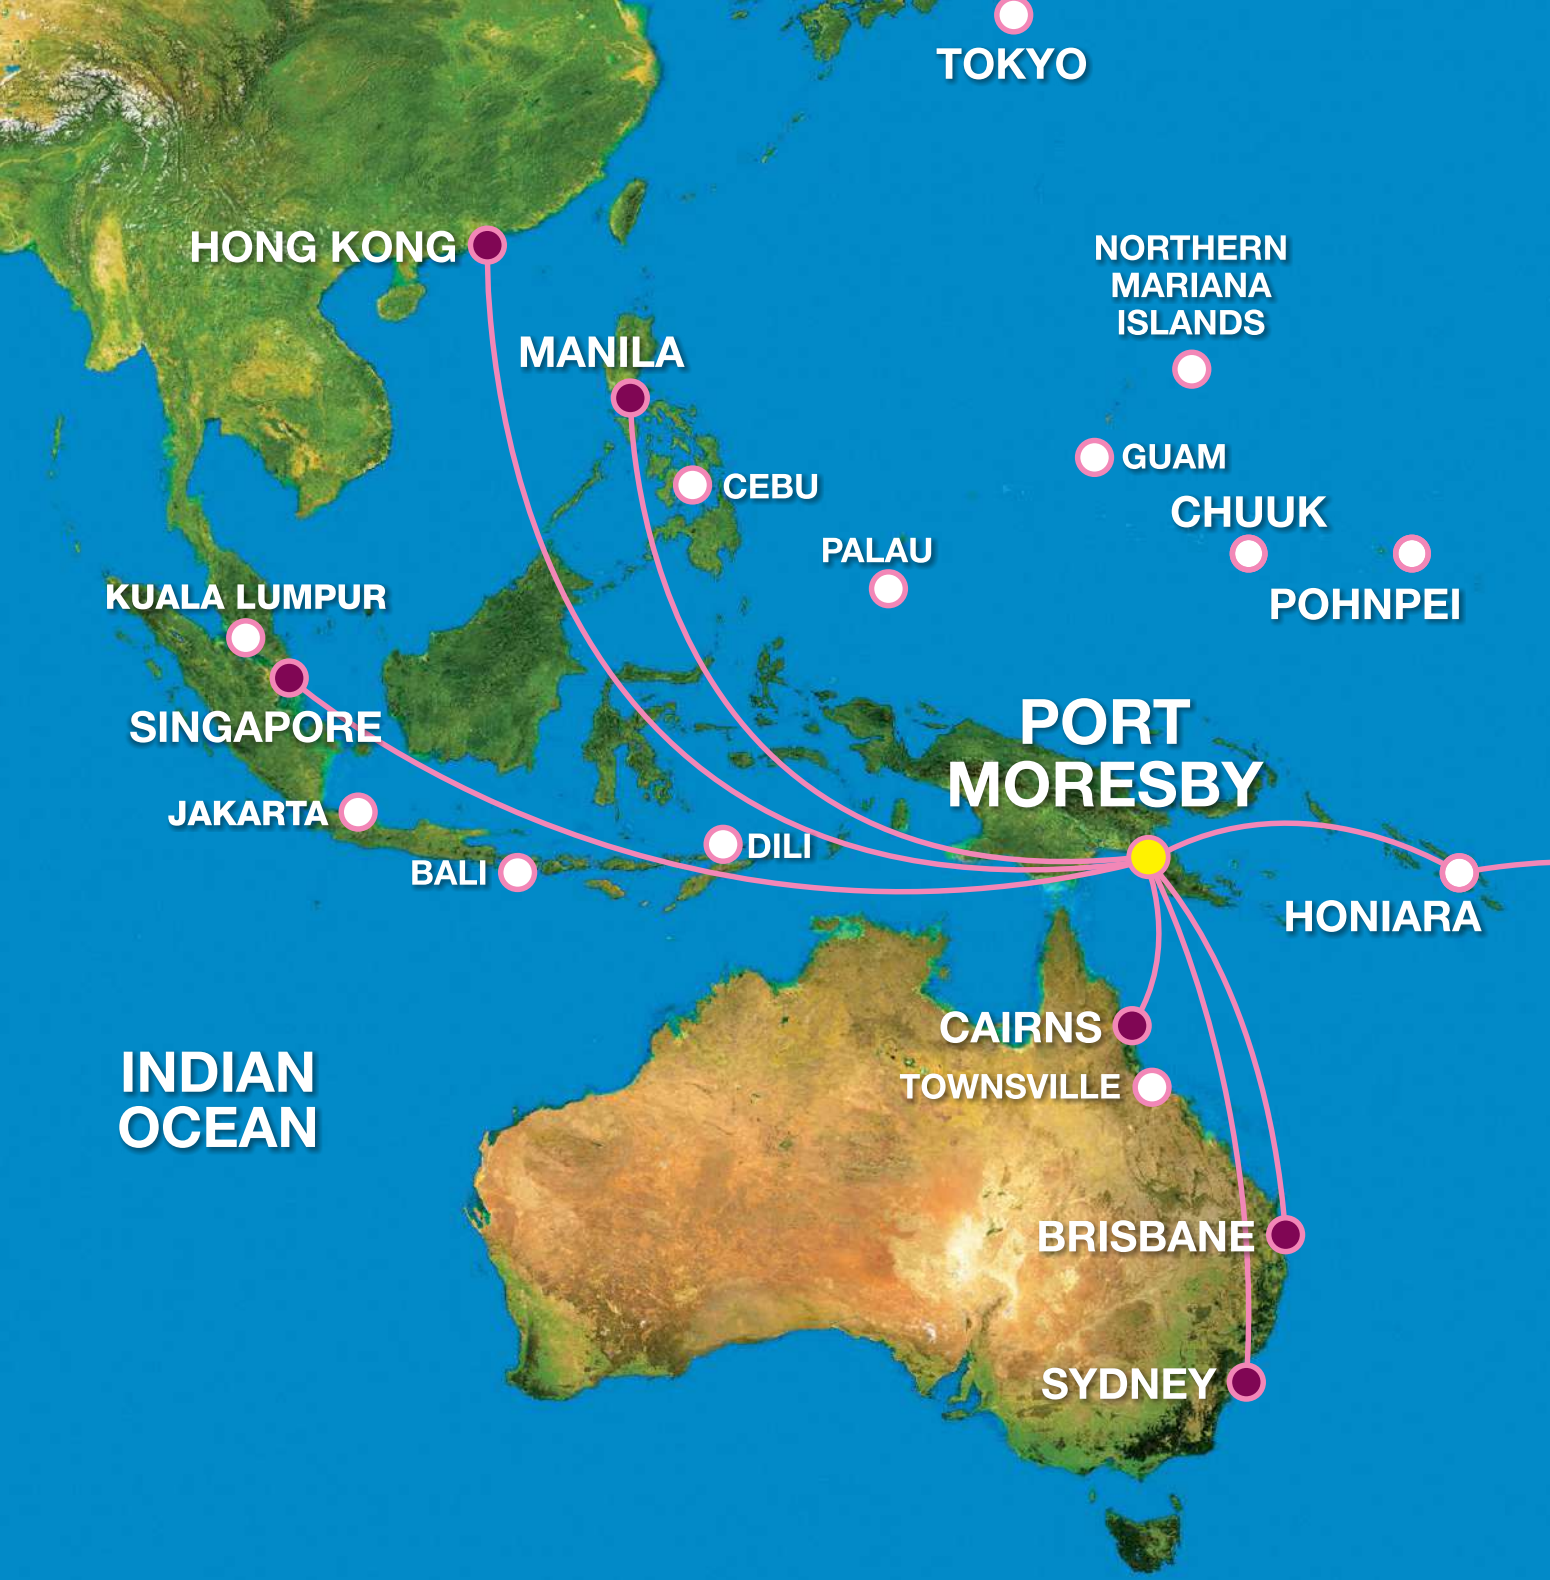 TOKYO
HONG KONG
NORTHERN
MARIANA
ISLANDS
MANILA
GUAM
CEBU
CHUUK
PALAU
POHNPEI
KUALA LUMPUR
SINGAPORE
PORT
MORESBY
JAKARTA
DILI
BALI
HONIARA
CAIRNS
TOWNSVILLE
INDIAN
OCEAN
BRISBANE
SYDNEY